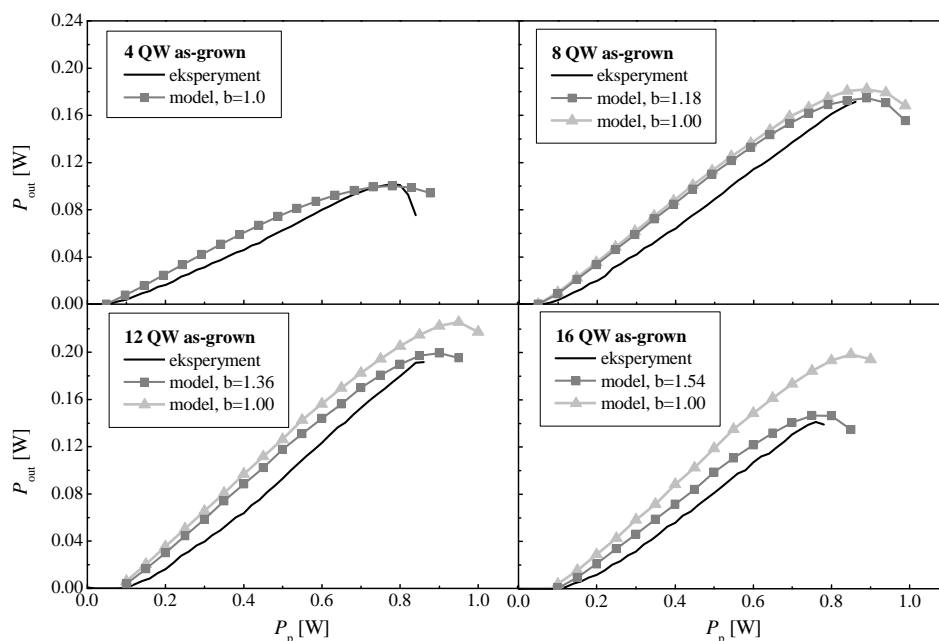 0.24
0.20
0.16
0.12
0.08
0.04
0.00
P_out [W]
4 QW as-grown
eksperyment
model, b=1.0
8 QW as-grown
eksperyment
model, b=1.18
model, b=1.00
0.20
0.16
0.12
0.08
0.04
0.00
P_out [W]
12 QW as-grown
eksperyment
model, b=1.36
model, b=1.00
16 QW as-grown
eksperyment
model, b=1.54
model, b=1.00
0.0 0.2 0.4 0.6 0.8 1.0
0.2 0.4 0.6 0.8 1.0
P_p [W]
P_p [W]